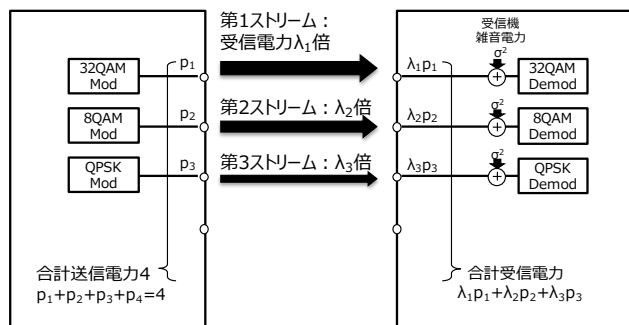 第1ストリーム：
受信電力λ₁倍
受信機
雑音電力
32QAM
Mod
p₁
λ₁p₁
σ²
+
32QAM
Demod
8QAM
Mod
p₂
第2ストリーム：λ₂倍
λ₂p₂
σ²
+
8QAM
Demod
QPSK
Mod
p₃
第3ストリーム：λ₃倍
λ₃p₃
σ²
+
QPSK
Demod
合計送信電力4
p₁+p₂+p₃+p₄=4
合計受信電力
λ₁p₁+λ₂p₂+λ₃p₃